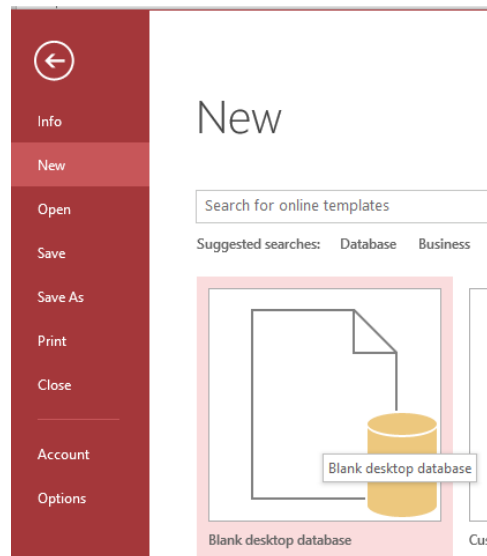 Info
New
Open
Save
Save As
Print
Close
Account
Options
New
Search for online templates
Suggested searches: Database Business
Blank desktop database
Blank desktop database